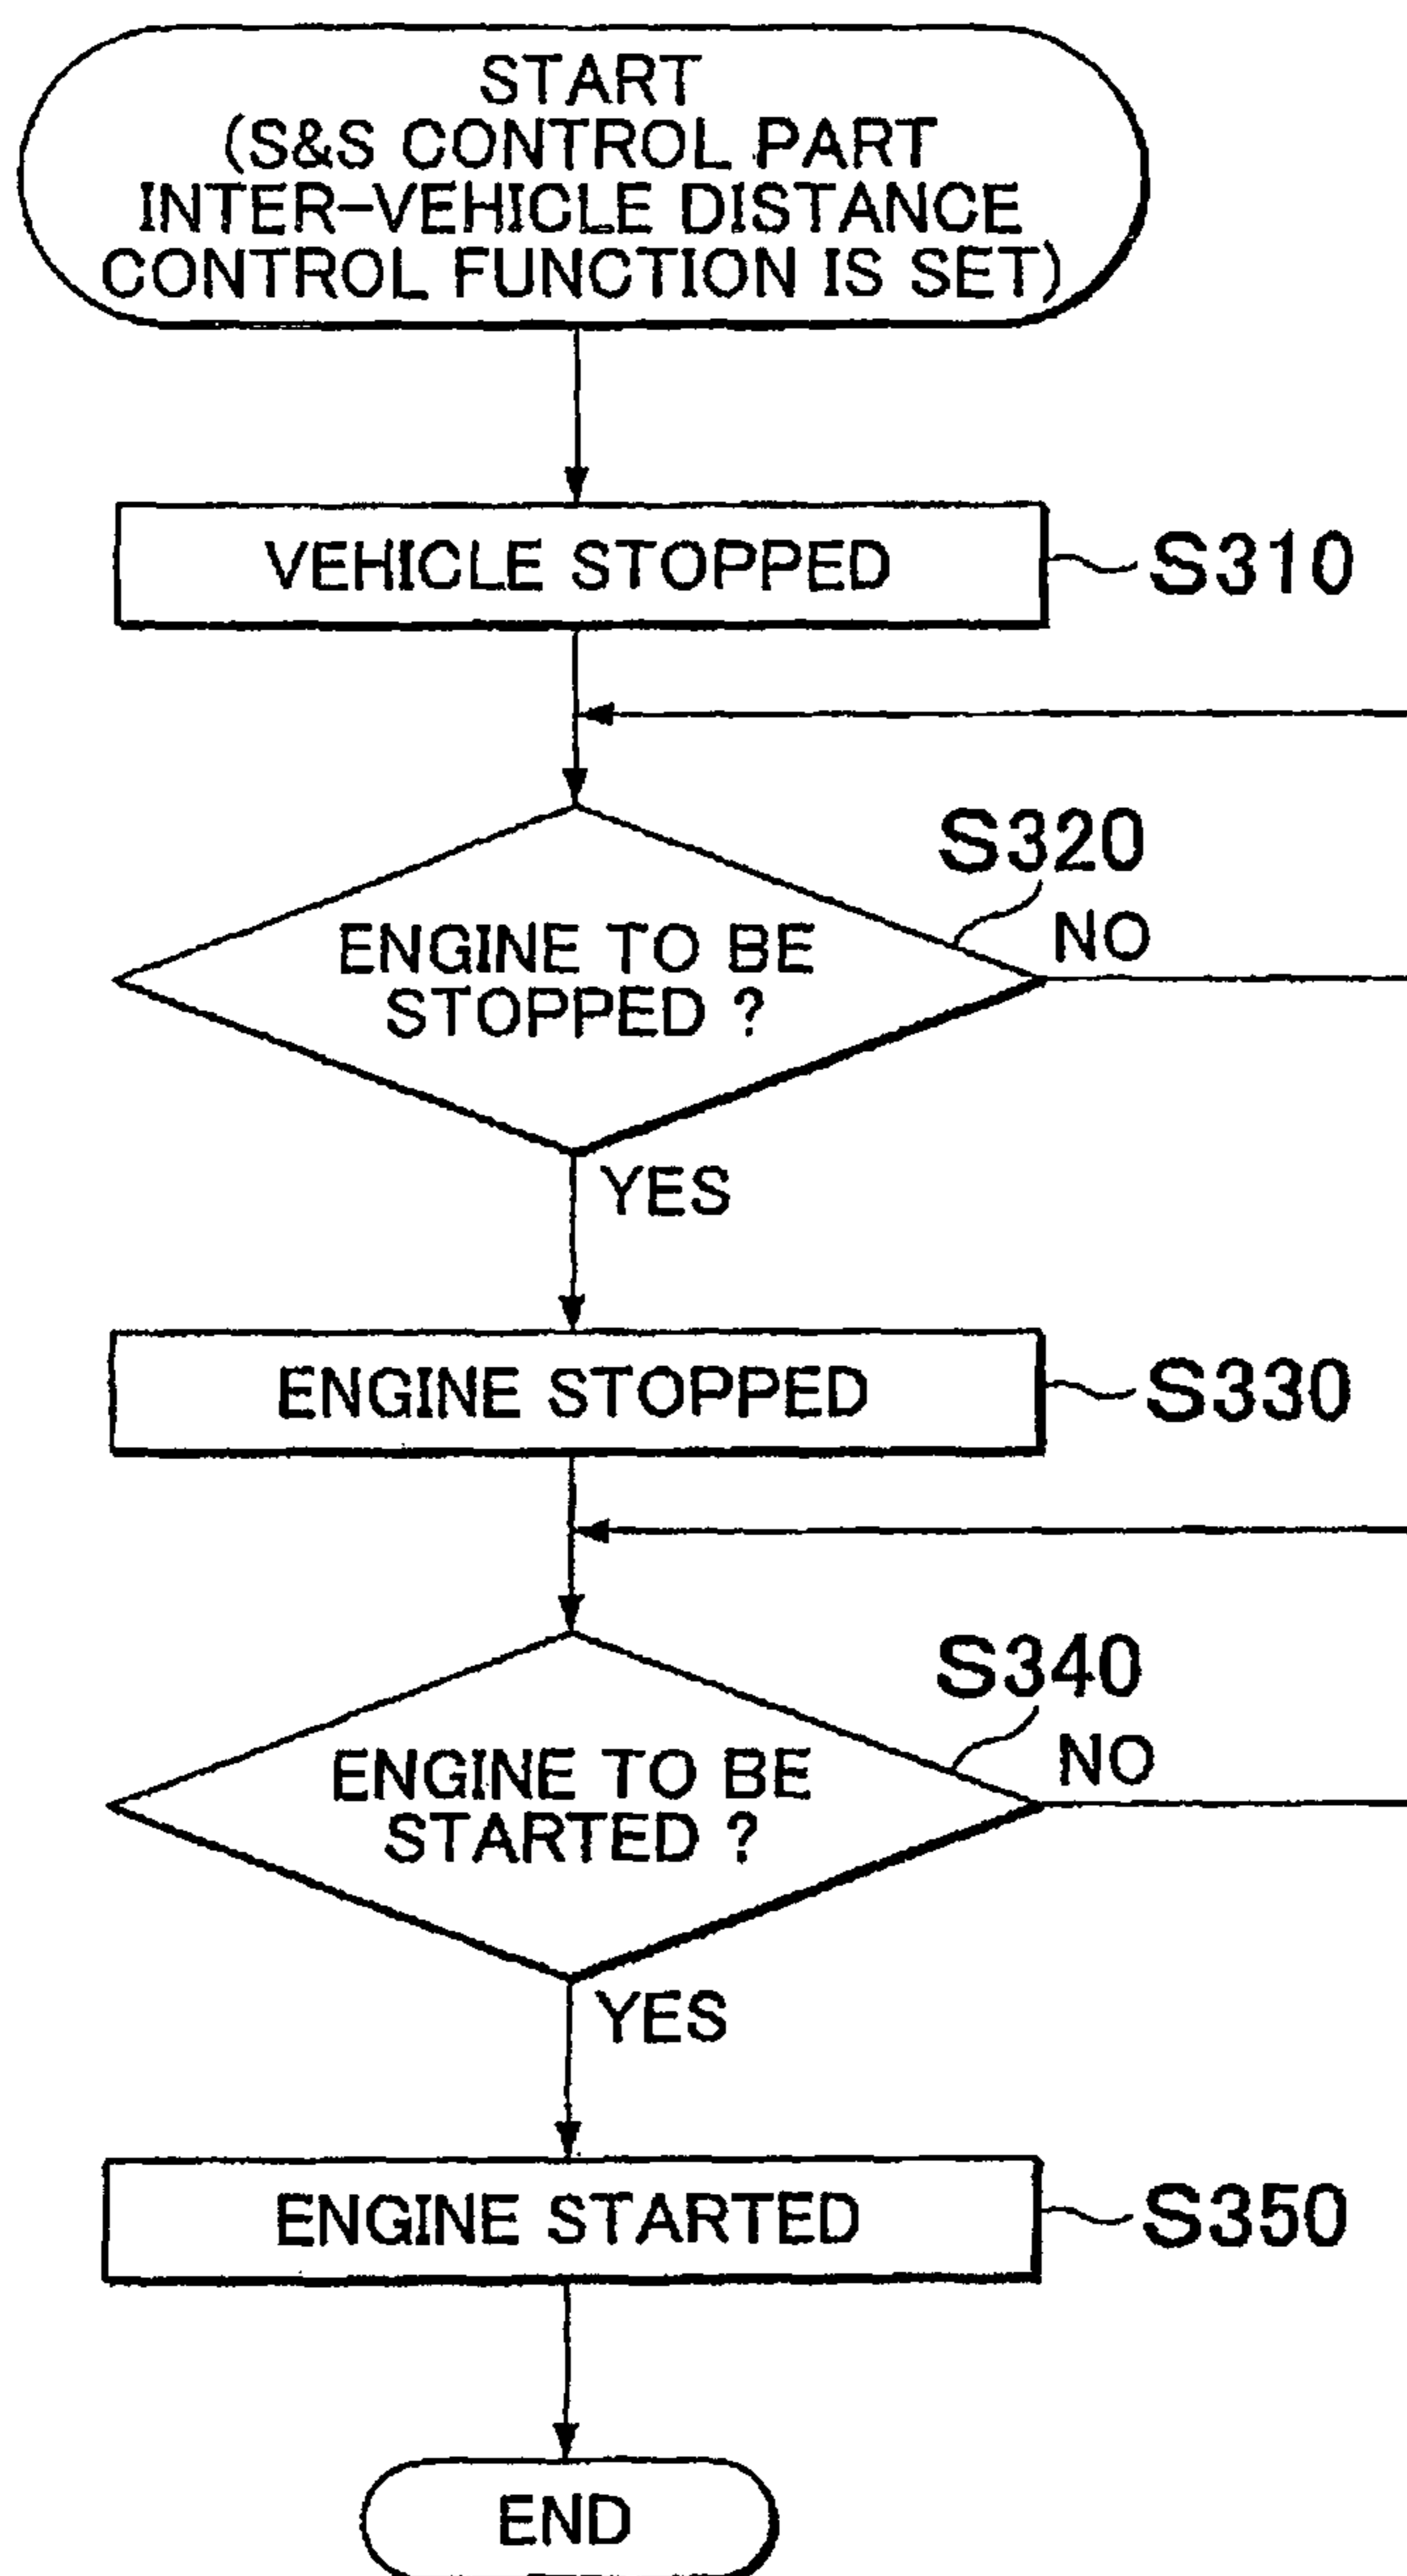 START
(S&S CONTROL PART
INTER-VEHICLE DISTANCE
CONTROL FUNCTION IS SET)
VEHICLE STOPPED
S310
S320
NO
ENGINE TO BE
STOPPED ?
YES
ENGINE STOPPED
S330
S340
NO
ENGINE TO BE
STARTED ?
YES
ENGINE STARTED
S350
END